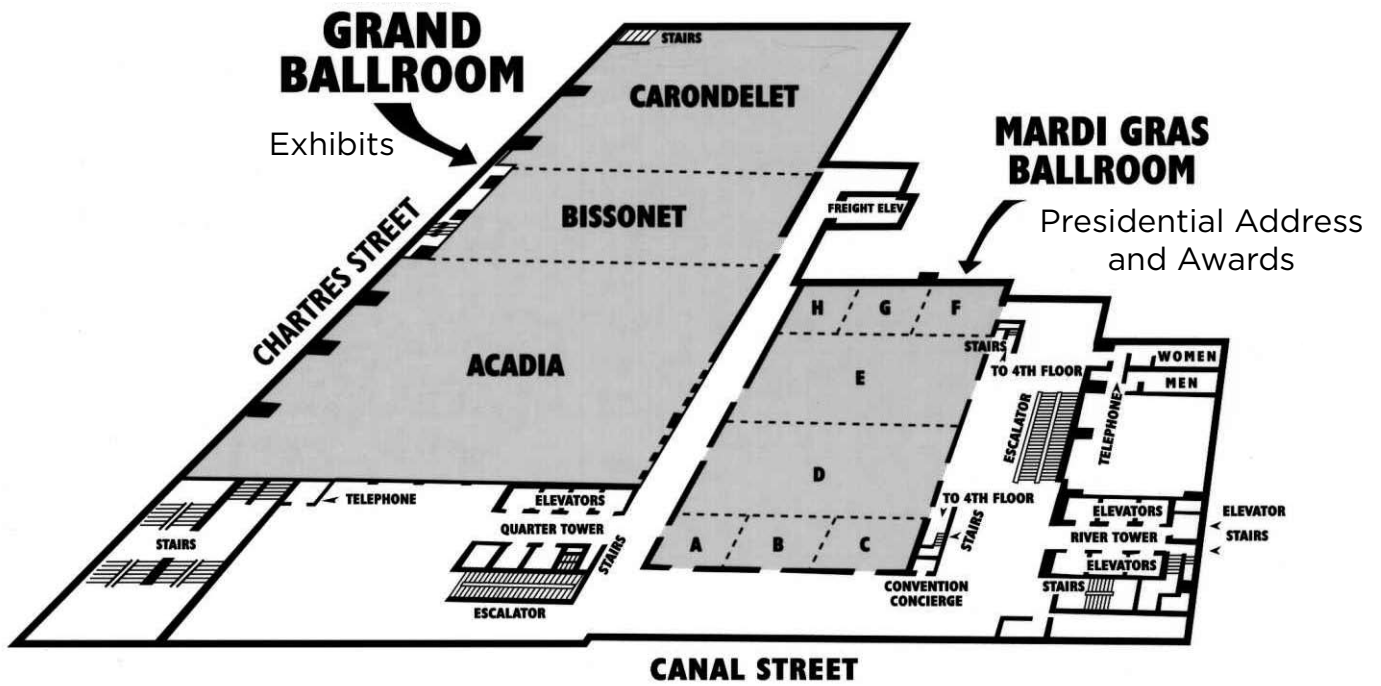 GRAND
BALLROOM
Exhibits
STAIRS
CARONDELET
MARDI GRAS
BALLROOM
Presidential Address
and Awards
BISSONET
FREIGHT ELEV
CHARTRES STREET
ACADIA
H G F
STAIRS
TO 4TH FLOOR
WOMEN
MEN
E
ESCALATOR
TELEPHONE
D
TELEPHONE
ELEVATORS
TO 4TH FLOOR
ELEVATORS
ELEVATOR
QUARTER TOWER
STAIRS
RIVER TOWER
STAIRS
STAIRS
STAIRS
A B C
ELEVATORS
ESCALATOR
CONVENTION
CONCIERGE
STAIRS
CANAL STREET